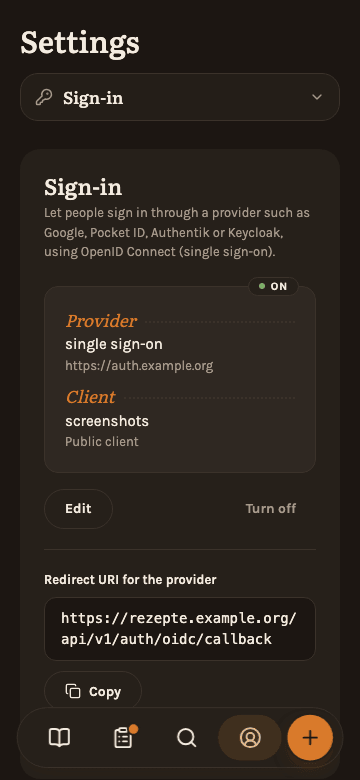 Settings
Sign-in
Sign-in
Let people sign in through a provider such as
Google, Pocket ID, Authentik or Keycloak,
using OpenID Connect (single sign-on).
ON
Provider
single sign-on
https://auth.example.org
Client
screenshots
Public client
Edit
Turn off
Redirect URI for the provider
https://rezepte.example.org/
api/v1/auth/oidc/callback
Copy